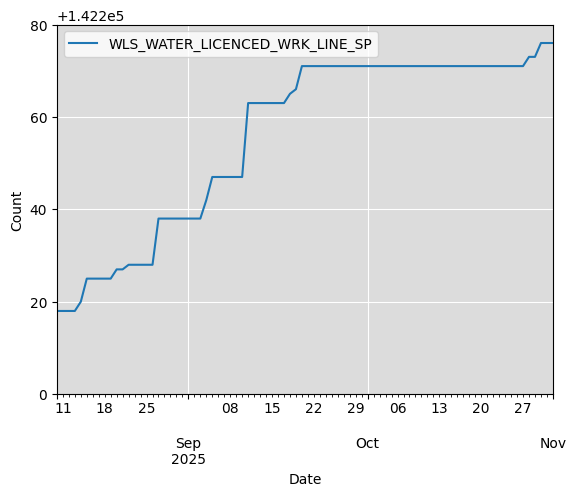 +1.422e5
WLS_WATER_LICENCED_WRK_LINE_SP
80
60
40
20
0
Count
11 18 25 08 15 22 29 06 13 20 27
Sep Oct Nov
2025
Date